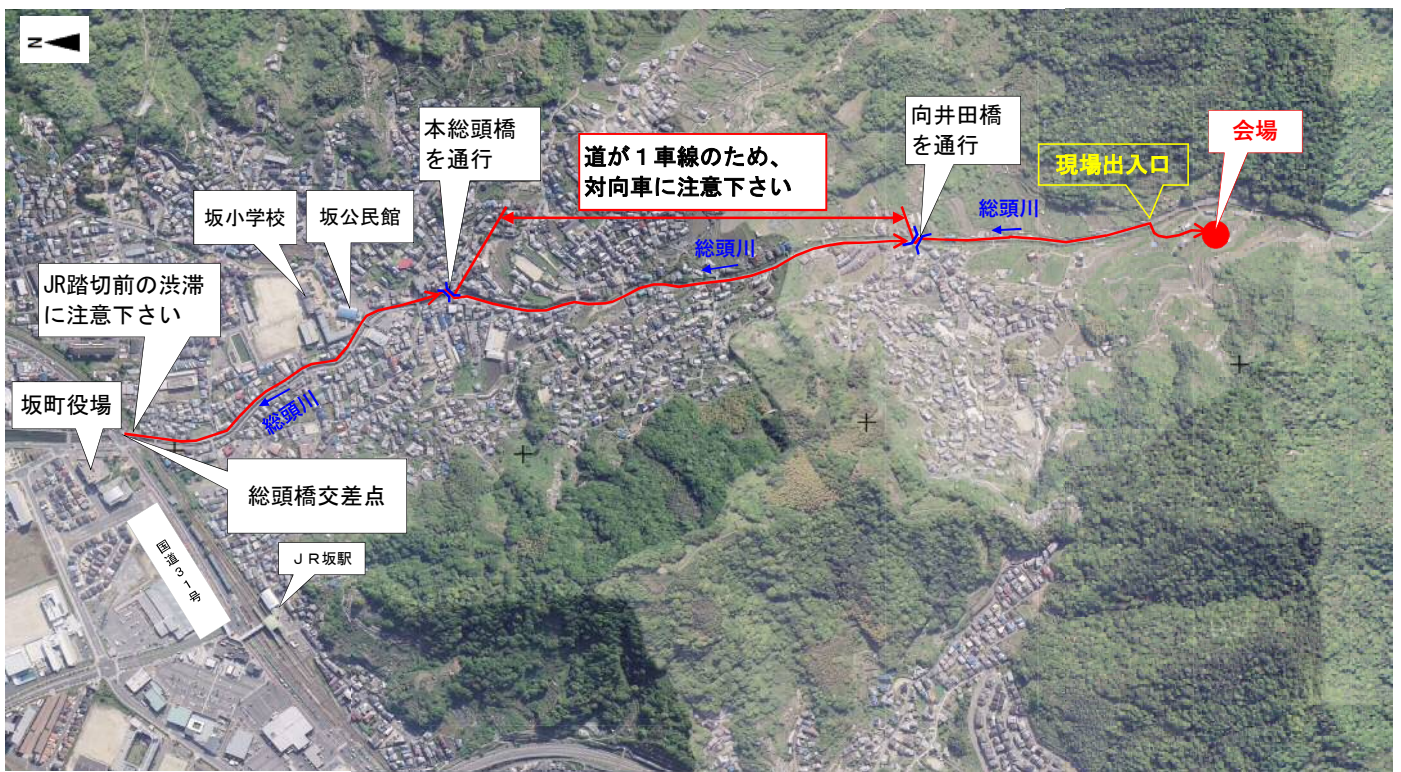 N
本総頭橋
を通行
向井田橋
を通行
会場
道が１車線のため、
対向車に注意下さい
現場出入口
坂小学校
坂公民館
総頭川
総頭川
JR踏切前の渋滞
に注意下さい
坂町役場
総頭川
総頭橋交差点
国道３１号
ＪＲ坂駅